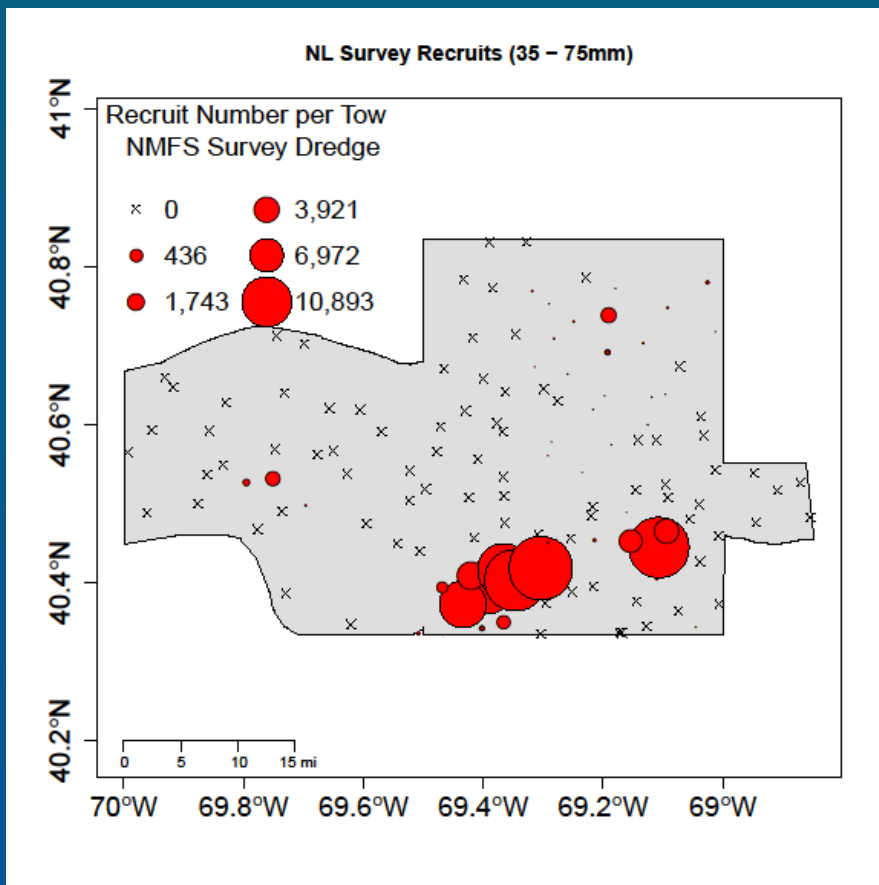 NL Survey Recruits (35 − 75mm)
Recruit Number per Tow
NMFS Survey Dredge
0
3,921
436
6,972
1,743
10,893
41°N
40.8°N
40.6°N
40.4°N
40.2°N
0 5 10 15 mi
70°W 69.8°W 69.6°W 69.4°W 69.2°W 69°W